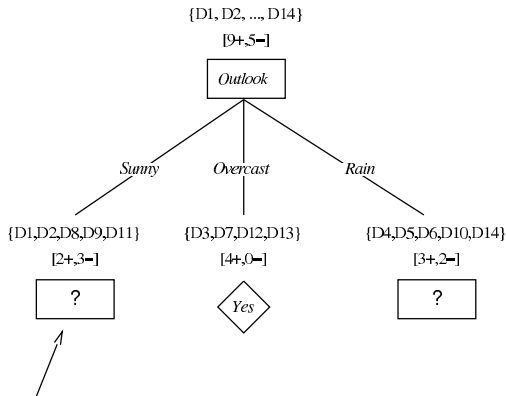 {D1, D2, ..., D14}
[9+,5−]
Outlook
Sunny Overcast Rain
{D1,D2,D8,D9,D11} {D3,D7,D12,D13} {D4,D5,D6,D10,D14}
[2+,3−] [4+,0−] [3+,2−]
? Yes ?